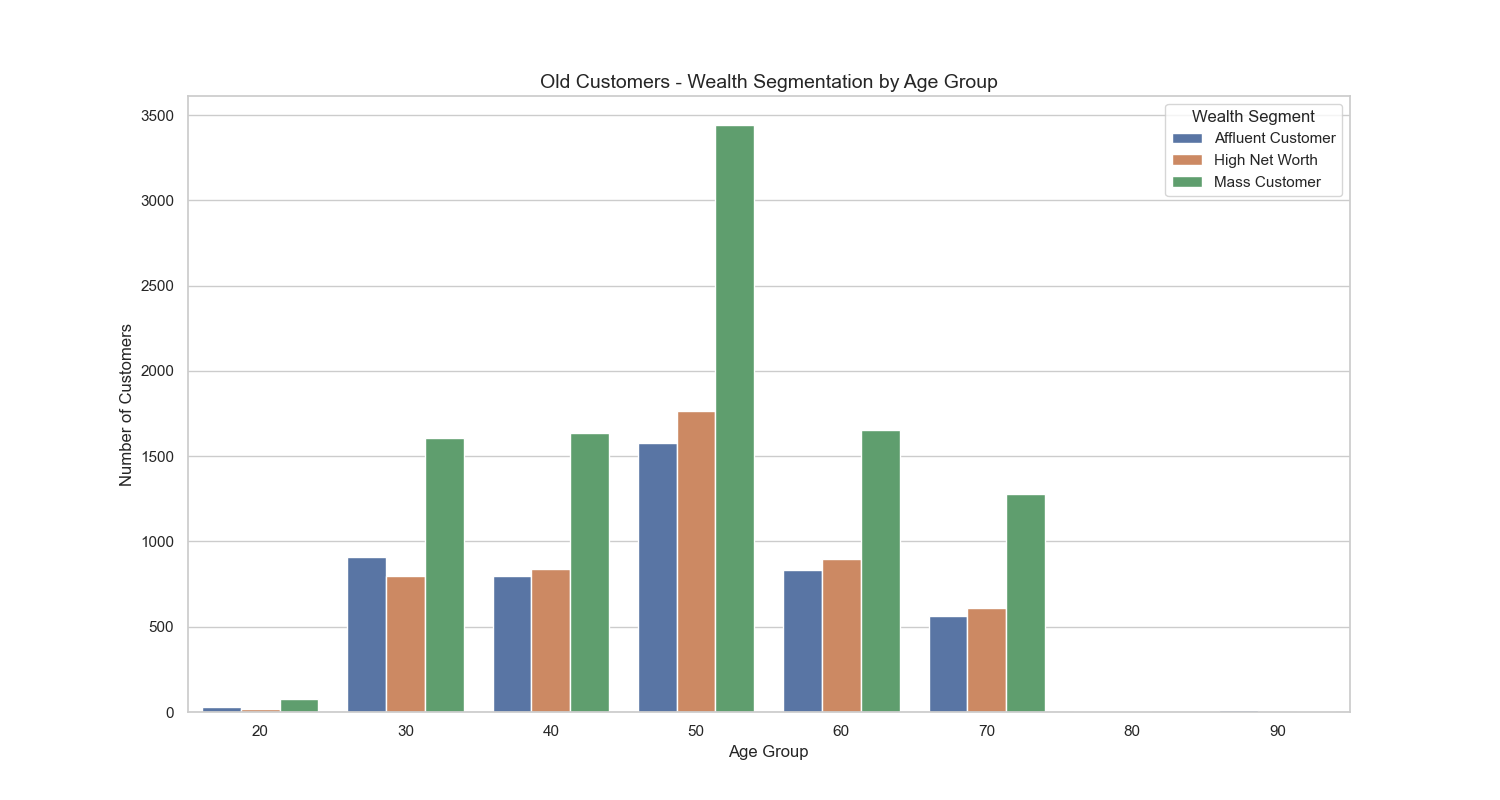 Old Customers - Wealth Segmentation by Age Group
3500
3000
2500
2000
1500
1000
500
0
Number of Customers
Wealth Segment
Affluent Customer
High Net Worth
Mass Customer
20 30 40 50 60 70 80 90
Age Group